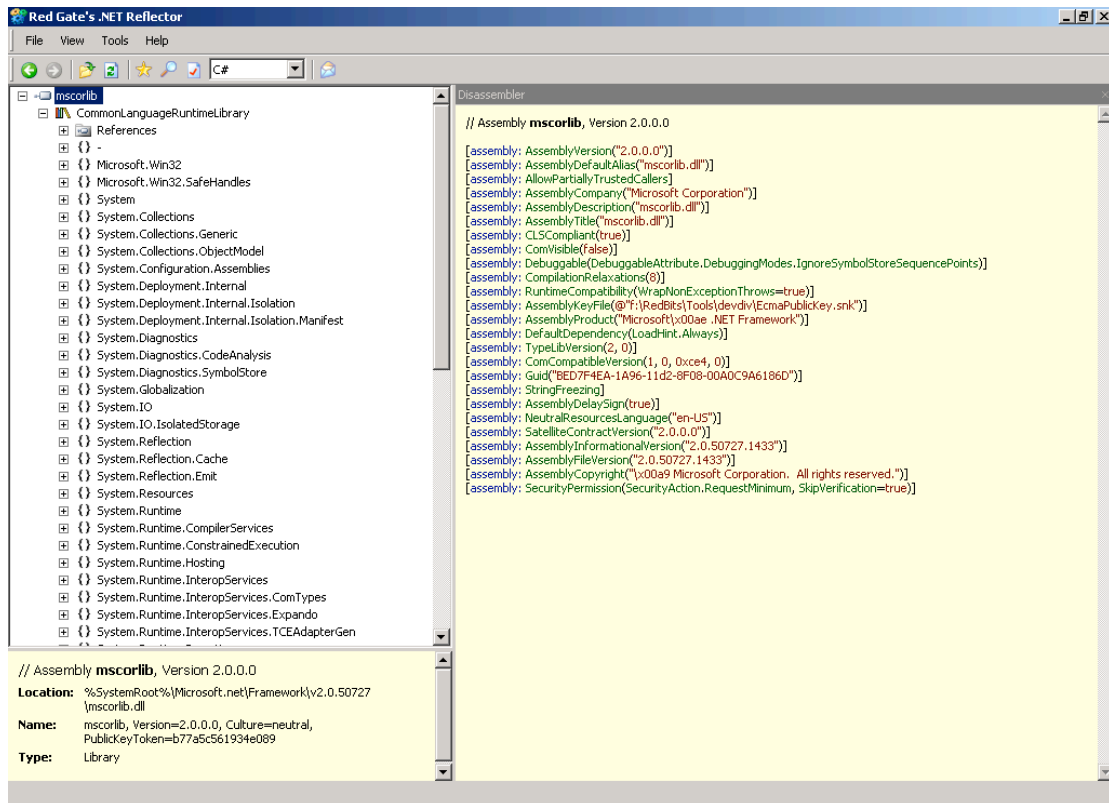 Red Gate's .NET Reflector
File View Tools Help
C#
mscorlib
CommonLanguageRuntimeLibrary
References
{} -
{} Microsoft.Win32
{} Microsoft.Win32.SafeHandles
{} System
{} System.Collections
{} System.Collections.Generic
{} System.Collections.ObjectModel
{} System.Configuration.Assemblies
{} System.Deployment.Internal
{} System.Deployment.Internal.Isolation
{} System.Deployment.Internal.Isolation.Manifest
{} System.Diagnostics
{} System.Diagnostics.CodeAnalysis
{} System.Diagnostics.SymbolStore
{} System.Globalization
{} System.IO
{} System.IO.IsolatedStorage
{} System.Reflection
{} System.Reflection.Cache
{} System.Reflection.Emit
{} System.Resources
{} System.Runtime
{} System.Runtime.CompilerServices
{} System.Runtime.ConstrainedExecution
{} System.Runtime.Hosting
{} System.Runtime.InteropServices
{} System.Runtime.InteropServices.ComTypes
{} System.Runtime.InteropServices.Expando
{} System.Runtime.InteropServices.TCEAdapterGen
// Assembly mscorlib, Version 2.0.0.0
Location: %SystemRoot%\Microsoft.net\Framework\v2.0.50727
\mscorlib.dll
Name: mscorlib, Version=2.0.0.0, Culture=neutral,
PublicKeyToken=b77a5c561934e089
Type: Library
Disassembler
// Assembly mscorlib, Version 2.0.0.0
[assembly: AssemblyVersion("2.0.0.0")]
[assembly: AssemblyDefaultAlias("mscorlib.dll")]
[assembly: AllowPartiallyTrustedCallers]
[assembly: AssemblyCompany("Microsoft Corporation")]
[assembly: AssemblyDescription("mscorlib.dll")]
[assembly: AssemblyTitle("mscorlib.dll")]
[assembly: CLSCompliant(true)]
[assembly: ComVisible(false)]
[assembly: Debuggable(DebuggableAttribute.DebuggingModes.IgnoreSymbolStoreSequencePoints)]
[assembly: CompilationRelaxations(8)]
[assembly: RuntimeCompatibility(WrapNonExceptionThrows=true)]
[assembly: AssemblyKeyFile(@"f:\RedBits\Tools\devdiv\EcmaPublicKey.snk")]
[assembly: AssemblyProduct("Microsoft\x00ae .NET Framework")]
[assembly: DefaultDependency(LoadHint.Always)]
[assembly: TypeLibVersion(2, 0)]
[assembly: ComCompatibleVersion(1, 0, 0xce4, 0)]
[assembly: Guid("BED7F4EA-1A96-11d2-8F08-00A0C9A6186D")]
[assembly: StringFreezing]
[assembly: AssemblyDelaySign(true)]
[assembly: NeutralResourcesLanguage("en-US")]
[assembly: SatelliteContractVersion("2.0.0.0")]
[assembly: AssemblyInformationalVersion("2.0.50727.1433")]
[assembly: AssemblyFileVersion("2.0.50727.1433")]
[assembly: AssemblyCopyright("\x00a9 Microsoft Corporation.  All rights reserved.")]
[assembly: SecurityPermission(SecurityAction.RequestMinimum, SkipVerification=true)]